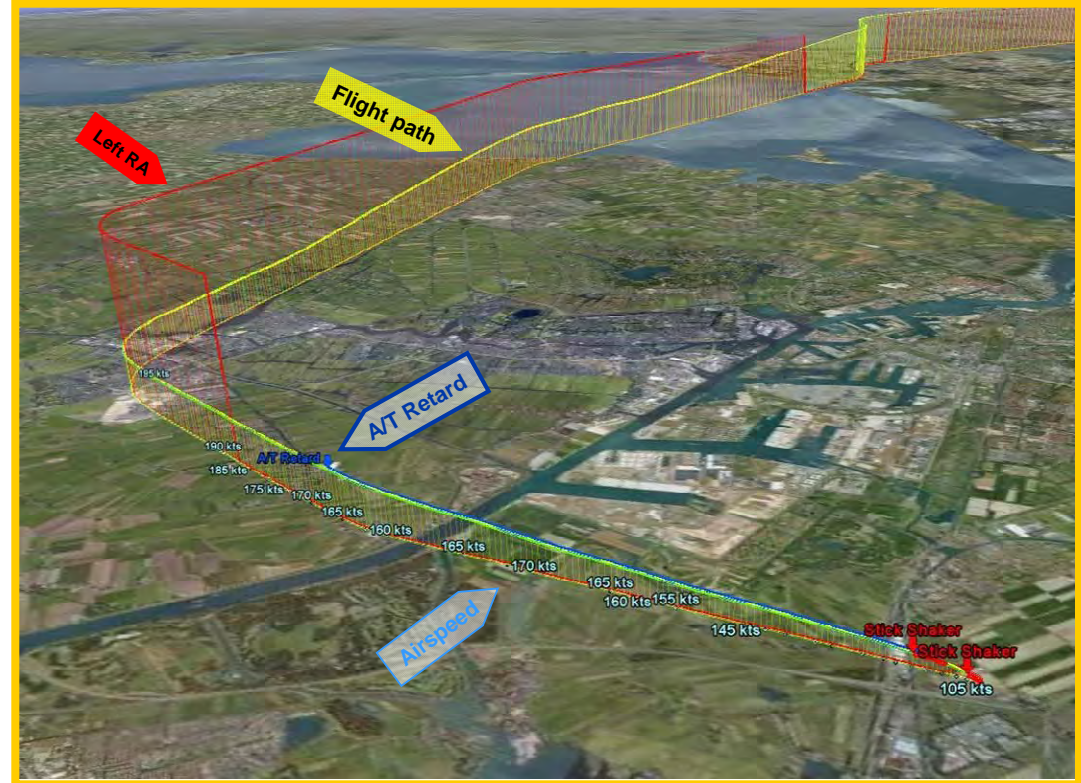 Flight path
Left RA
A/T Retard
195 kts
190 kts
A/T Retard
185 kts
175 kts
170 kts
165 kts
160 kts
165 kts
170 kts
165 kts
160 kts
155 kts
145 kts
Airspeed
Stick Shaker
Stick Shaker
105 kts